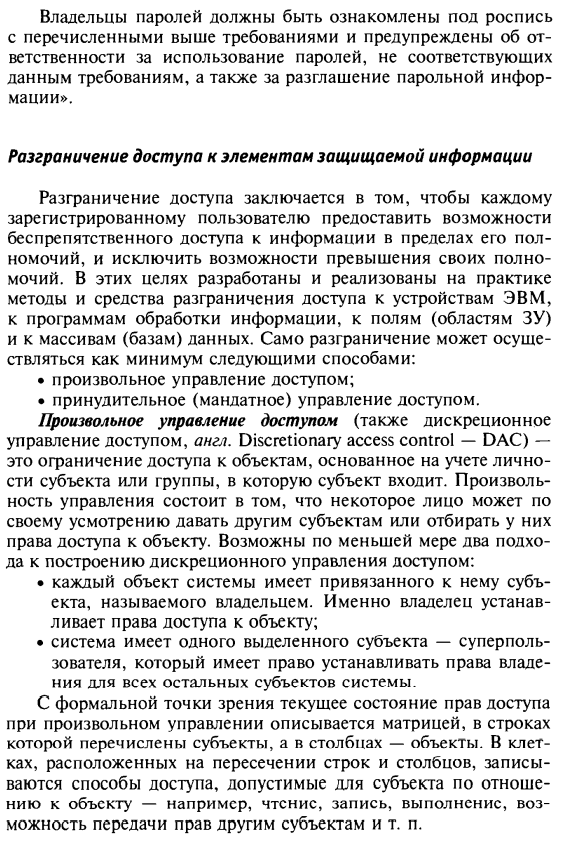 Владельцы паролей должны быть ознакомлены под роспись
с перечисленными выше требованиями и предупреждены об от-
ветственности за использование паролей, не соответствующих
данным требованиям, а также за разглашение парольной инфор-
мации».
Разграничение доступа к элементам защищаемой информации
Разграничение доступа заключается в том, чтобы каждому
зарегистрированному пользователю предоставить возможности
беспрепятственного доступа к информации в пределах его пол-
номочий, и исключить возможности превышения своих полно-
мочий. В этих целях разработаны и реализованы на практике
методы и средства разграничения доступа к устройствам ЭВМ,
к программам обработки информации, к полям (областям ЗУ)
и к массивам (базам) данных. Само разграничение может осуще-
ствляться как минимум следующими способами:
• произвольное управление доступом;
• принудительное (мандатное) управление доступом.
Произвольное управление доступом (также дискреционное
управление доступом, англ. Discretionary access control — DAC) —
это ограничение доступа к объектам, основанное на учете лично-
сти субъекта или группы, в которую субъект входит. Произволь-
ность управления состоит в том, что некоторое лицо может по
своему усмотрению давать другим субъектам или отбирать у них
права доступа к объекту. Возможны по меньшей мере два подхо-
да к построению дискреционного управления доступом:
• каждый объект системы имеет привязанного к нему субъ-
екта, называемого владельцем. Именно владелец устанав-
ливает права доступа к объекту;
• система имеет одного выделенного субъекта — суперполь-
зователя, который имеет право устанавливать права владе-
ния для всех остальных субъектов системы.
С формальной точки зрения текущее состояние прав доступа
при произвольном управлении описывается матрицей, в строках
которой перечислены субъекты, а в столбцах — объекты. В клет-
ках, расположенных на пересечении строк и столбцов, записы-
ваются способы доступа, допустимые для субъекта по отноше-
нию к объекту — например, чтение, запись, выполнение, воз-
можность передачи прав другим субъектам и т. п.